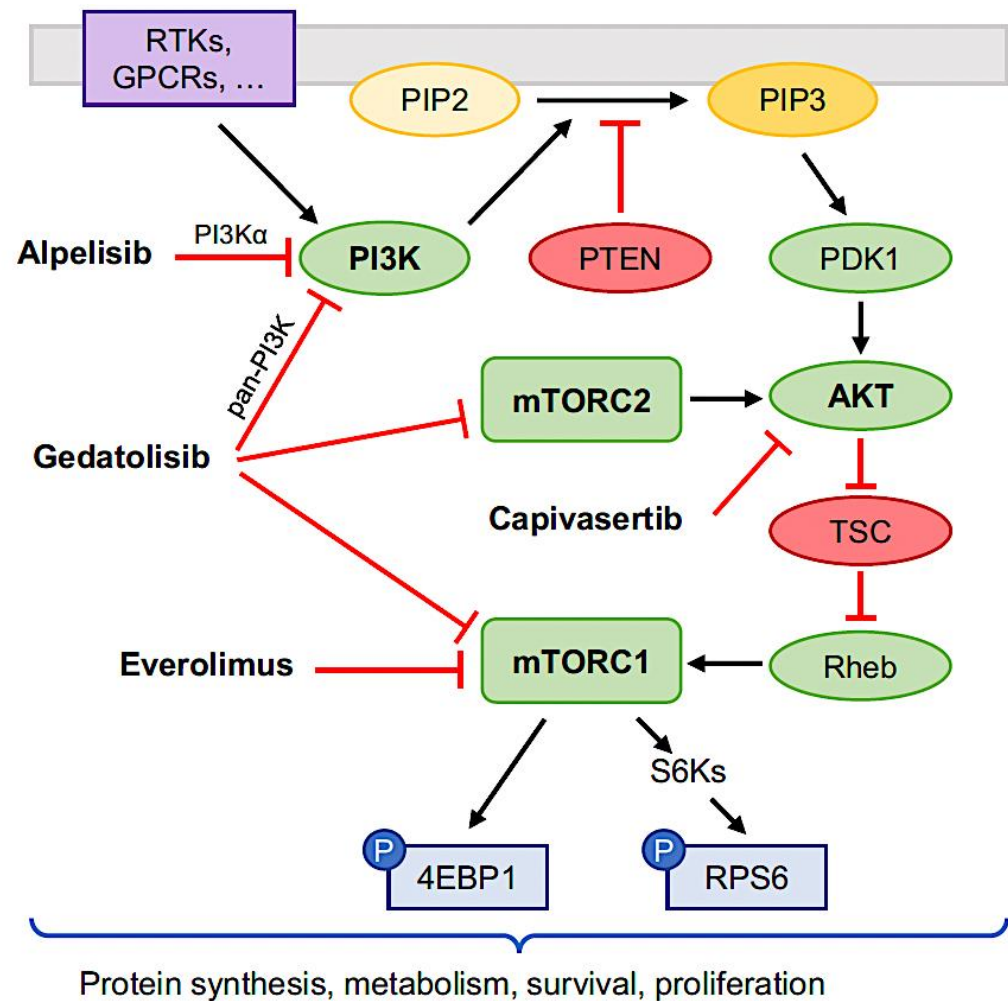 RTKs,
GPCRs, …
PIP2
PIP3
Alpelisib
PI3Kα
PI3K
PTEN
PDK1
pan-PI3K
mTORC2
AKT
Gedatolisib
Capivasertib
TSC
Everolimus
mTORC1
Rheb
S6Ks
P
4EBP1
P
RPS6
Protein synthesis, metabolism, survival, proliferation